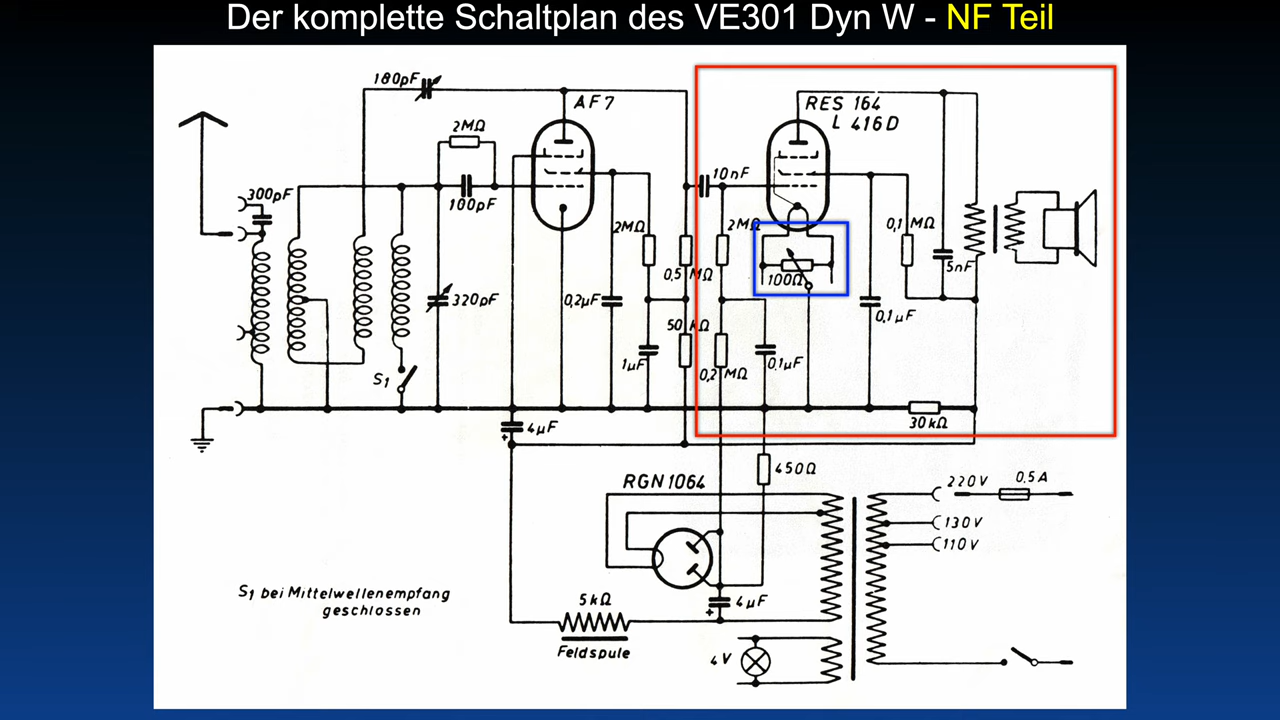 Der komplette Schaltplan des VE301 Dyn W - NF Teil
180pF
AF7
RES 164
L 416D
2MΩ
10nF
300pF
100pF
2MΩ
2MΩ
0,1MΩ
0,5MΩ
100Ω
5nF
320pF
0,2µF
0,1µF
50kΩ
1µF
0,2MΩ
0,1µF
S1
4µF
30kΩ
450Ω
RGN1064
220V
0,5A
130V
110V
S1 bei Mittelwellenempfang
geschlossen
5kΩ
4µF
Feldspule
4V